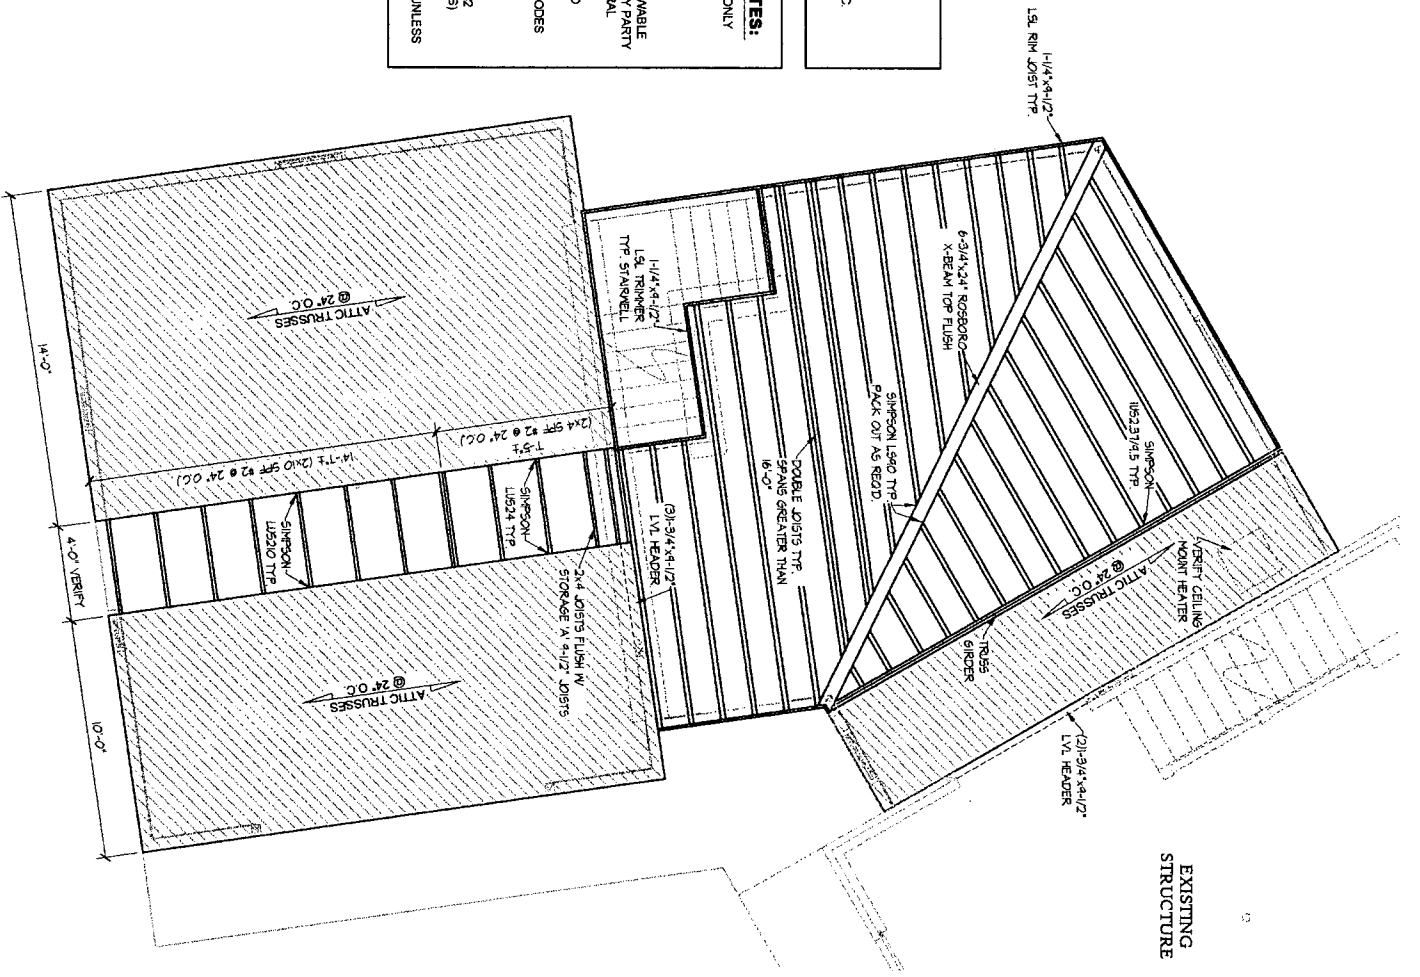 TES:
ONLY
WABLE
Y PARTY
RAL
D
ODES
2
S)
UNLESS
C.
1-1/4"x9-1/2"
LSL RIM JOIST TYP.
6-3/4"x24" ROSBORO
X-BEAM TOP FLUSH
SIMPSON
IUS2.37/9.5 TYP.
SIMPSON LS90 TYP.
PACK OUT AS REQ'D.
DOUBLE JOISTS TYP.
SPANS GREATER THAN
16'-0"
1-1/4"x9-1/2"
LSL TRIMMER
TYP. STAIRWELL
(3)1-3/4"x9-1/2"
LVL HEADER
VERIFY CEILING
MOUNT HEATER
ATTIC TRUSSES
@ 24" O.C.
TRUSS
GIRDER
(2)1-3/4"x9-1/2"
LVL HEADER
EXISTING
STRUCTURE
ATTIC TRUSSES
@ 24" O.C.
(2x4 SPF #2 @ 24" O.C.)
14'-7"± (2x10 SPF #2 @ 24" O.C.)
SIMPSON
LUS24 TYP.
SIMPSON
LUS210 TYP.
2x4 JOISTS FLUSH W/
STORAGE 'A' 9-1/2" JOISTS
ATTIC TRUSSES
@ 24" O.C.
14'-0"
4'-0" VERIFY
10'-0"